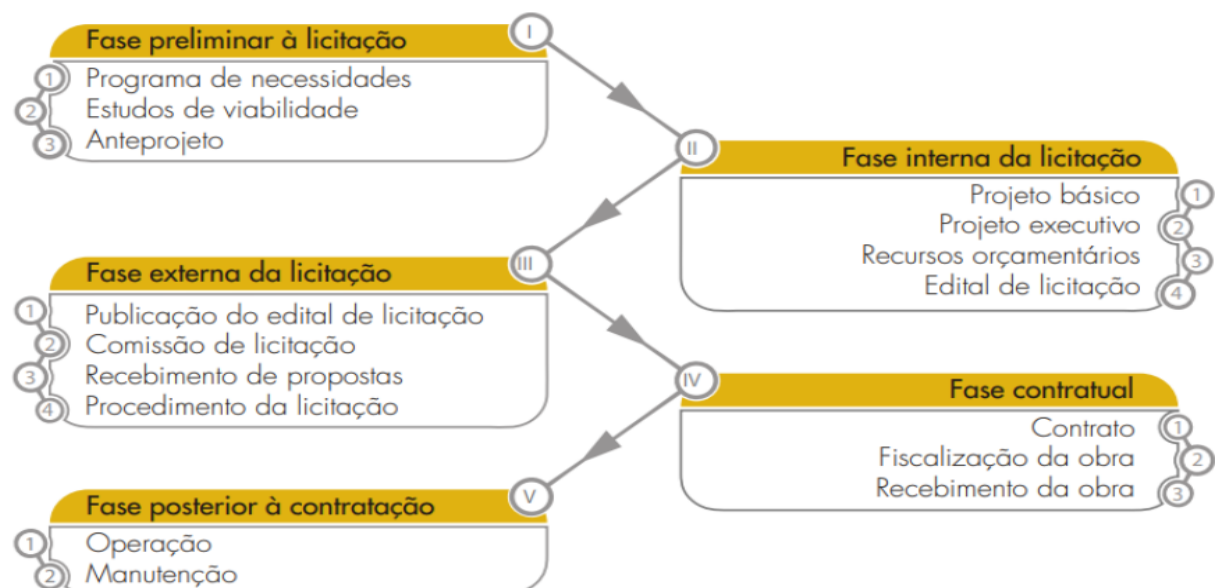 I
Fase preliminar à licitação
1 Programa de necessidades
2 Estudos de viabilidade
3 Anteprojeto
II
Fase interna da licitação
Projeto básico 1
Projeto executivo 2
Recursos orçamentários 3
Edital de licitação 4
III
Fase externa da licitação
1 Publicação do edital de licitação
2 Comissão de licitação
3 Recebimento de propostas
4 Procedimento da licitação
IV
Fase contratual
Contrato 1
Fiscalização da obra 2
Recebimento da obra 3
V
Fase posterior à contratação
1 Operação
2 Manutenção